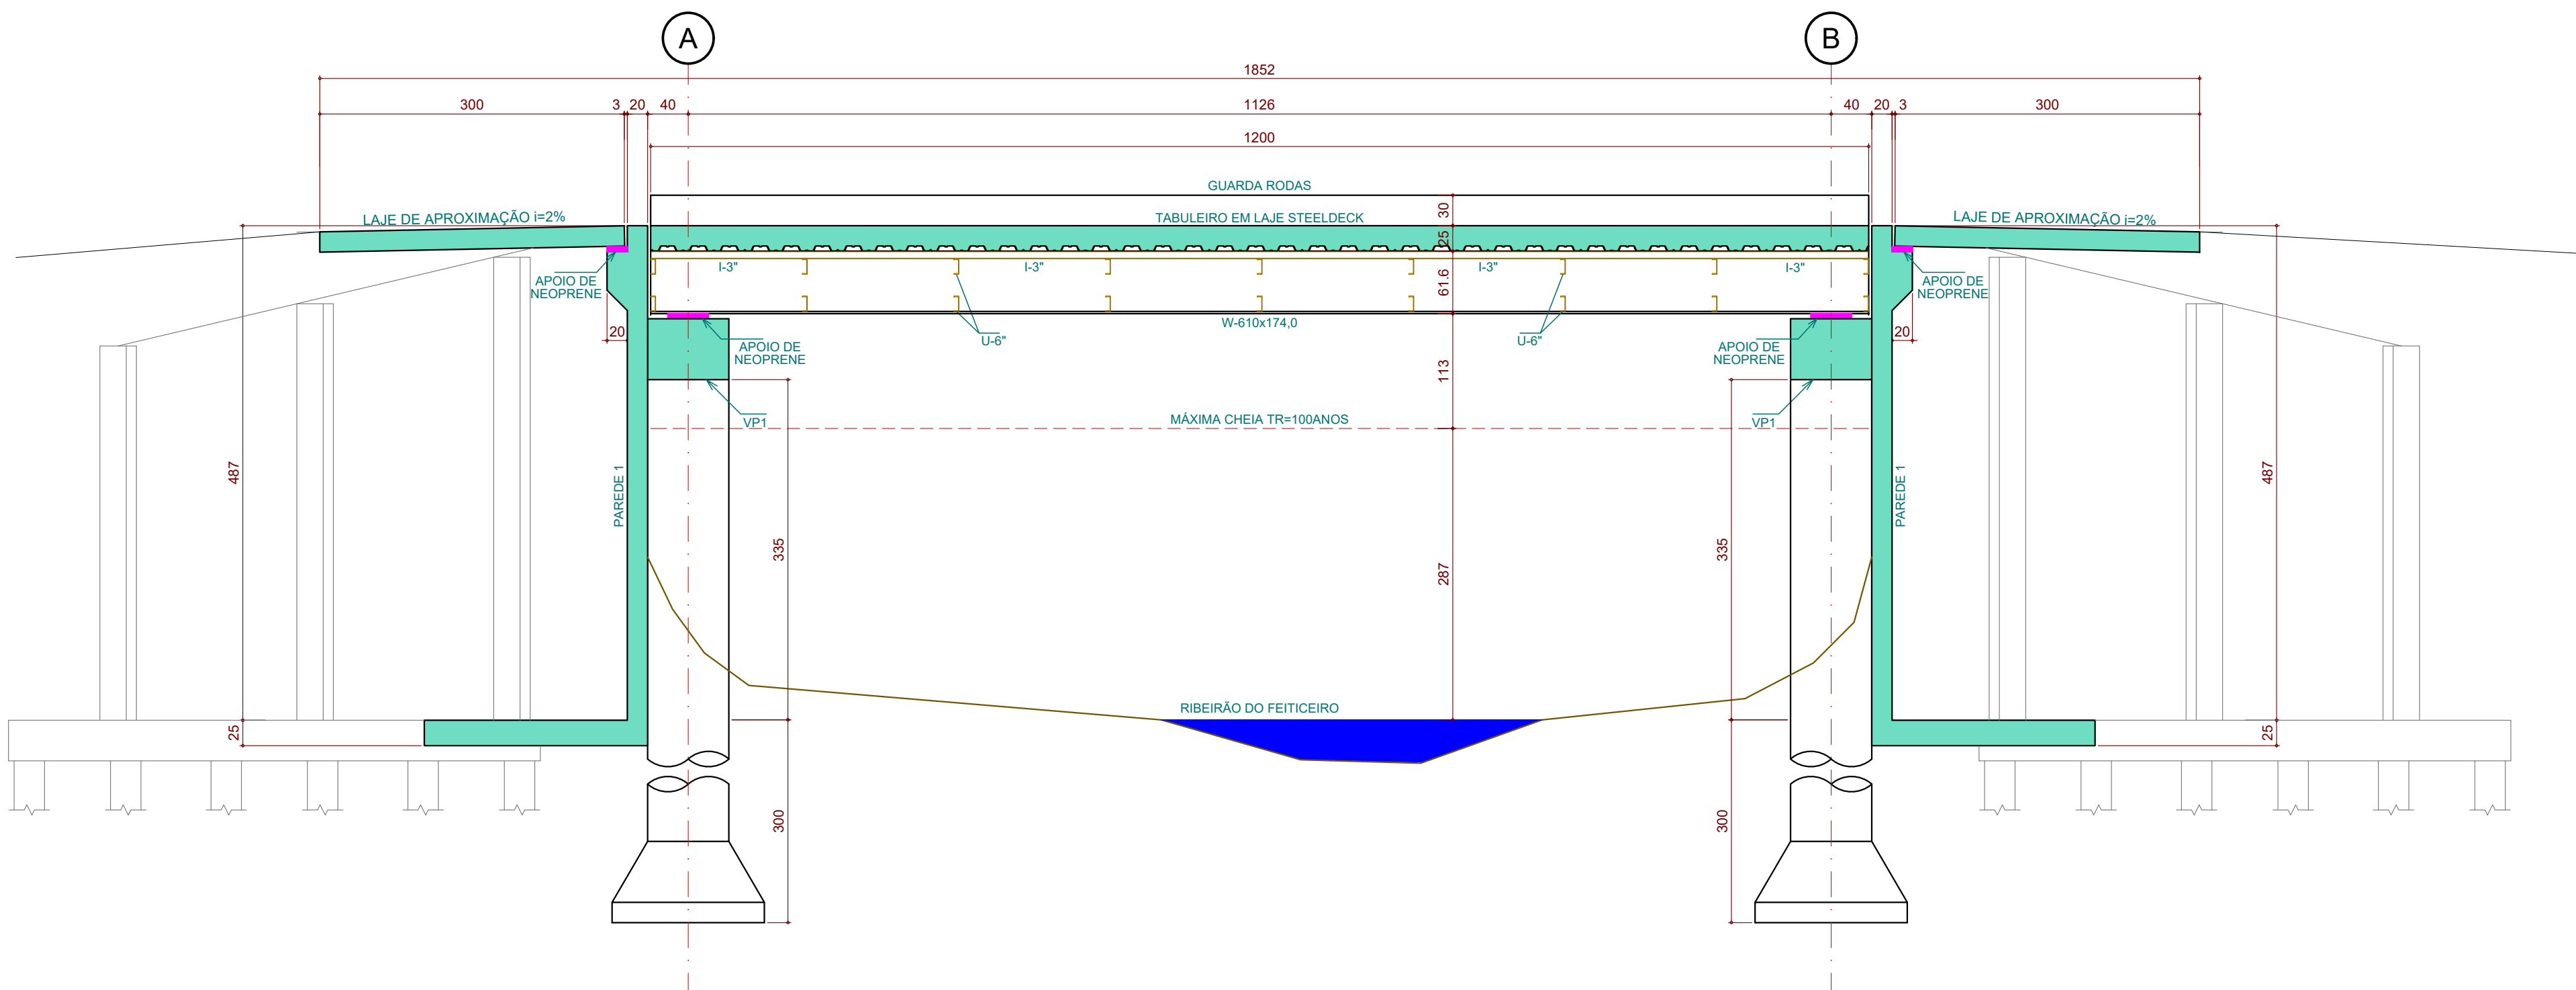 A
B
1852
300
3
20
40
1126
40
20
3
300
1200
GUARDA RODAS
LAJE DE APROXIMAÇÃO i=2%
TABULEIRO EM LAJE STEELDECK
LAJE DE APROXIMAÇÃO i=2%
30
25
I-3"
I-3"
I-3"
I-3"
APOIO DE
NEOPRENE
61.6
APOIO DE
NEOPRENE
20
W-610x174,0
20
U-6"
U-6"
APOIO DE
NEOPRENE
APOIO DE
NEOPRENE
113
VP1
MÁXIMA CHEIA TR=100ANOS
VP1
487
PAREDE 1
PAREDE 1
487
335
287
335
RIBEIRÃO DO FEITICEIRO
25
25
300
300